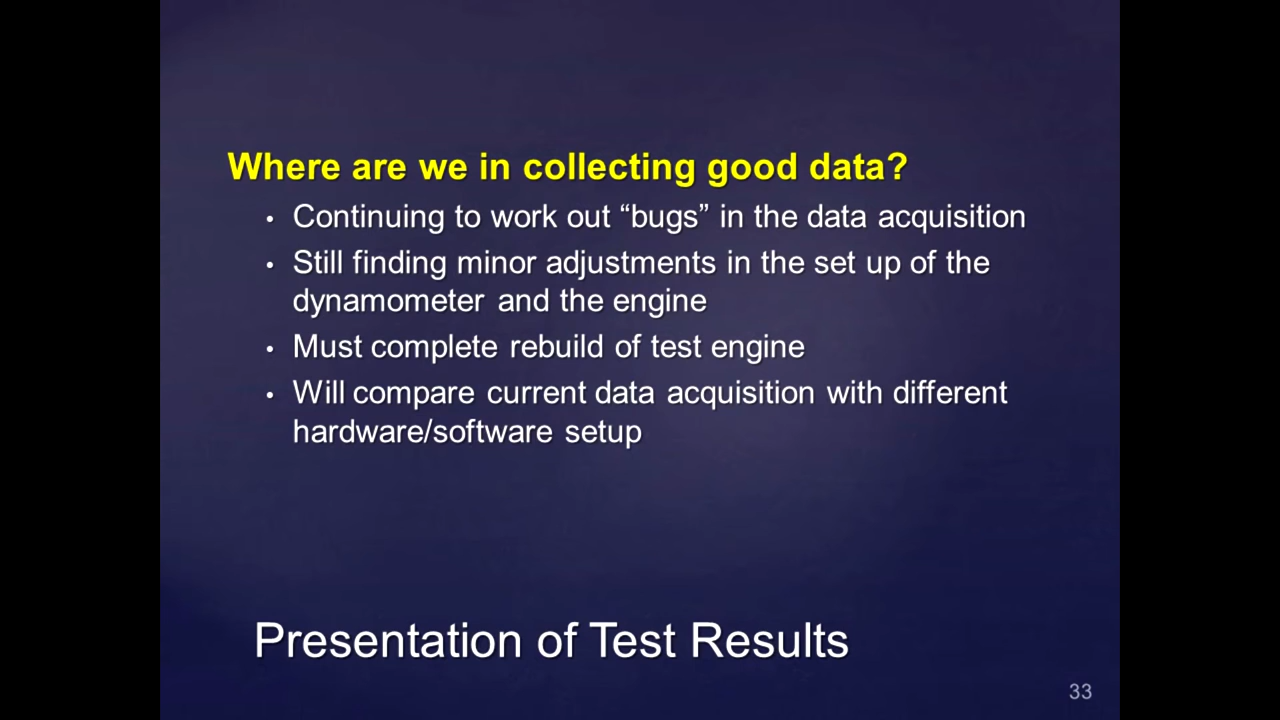 Where are we in collecting good data?
• Continuing to work out “bugs” in the data acquisition
• Still finding minor adjustments in the set up of the
dynamometer and the engine
• Must complete rebuild of test engine
• Will compare current data acquisition with different
hardware/software setup
Presentation of Test Results
33